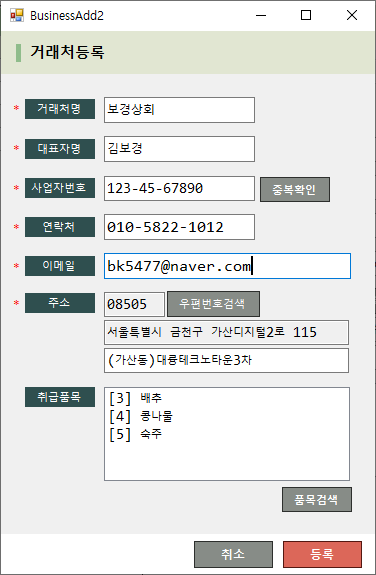 BusinessAdd2
거래처등록
* 거래처명 보경상회
* 대표자명 김보경
* 사업자번호 123-45-67890 중복확인
* 연락처 010-5822-1012
* 이메일 bk5477@naver.com
* 주소 08505 우편번호검색
서울특별시 금천구 가산디지털2로 115
(가산동)대륭테크노타운3차
취급품목 [3] 배추
[4] 콩나물
[5] 숙주
품목검색
취소 등록